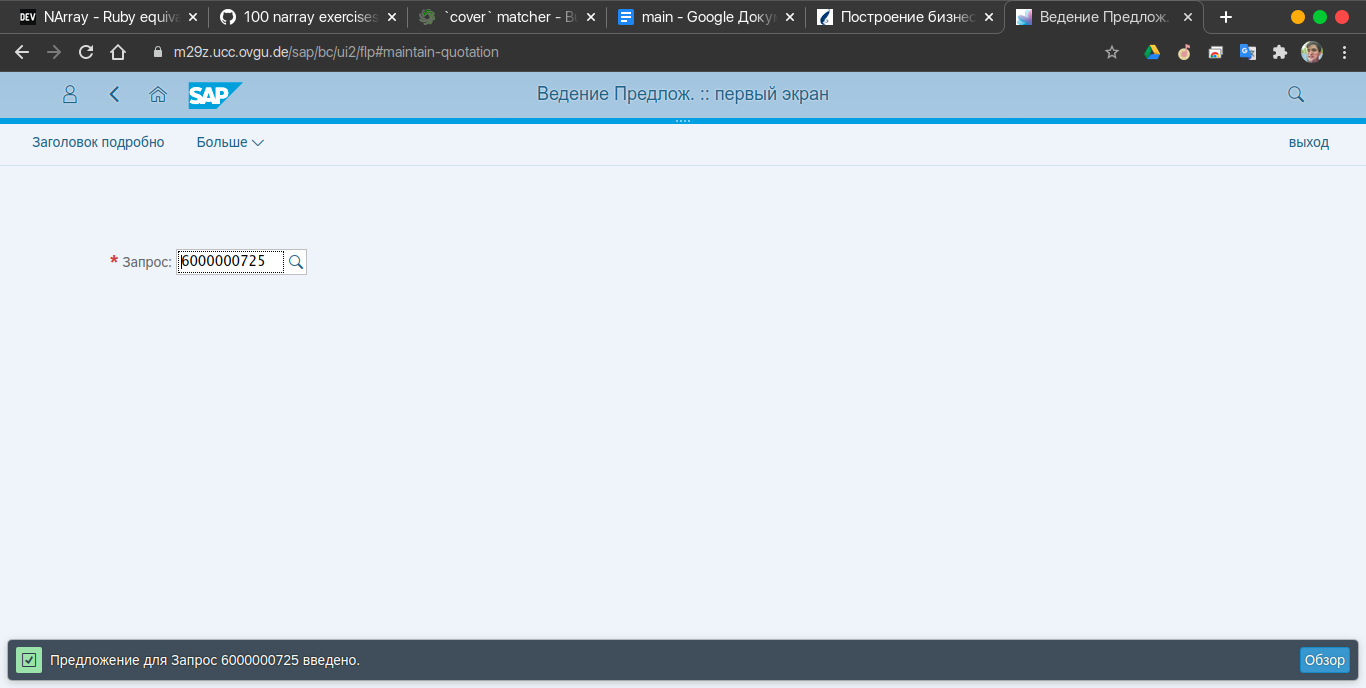 DEV NArray - Ruby equiva
100 narray exercises
`cover` matcher - Bu
main - Google Доку
Построение бизнес
Ведение Предлож.
m29z.ucc.ovgu.de/sap/bc/ui2/flp#maintain-quotation
SAP
Ведение Предлож. :: первый экран
Заголовок подробно
Больше
выход
* Запрос: 6000000725
Предложение для Запрос 6000000725 введено.
Обзор